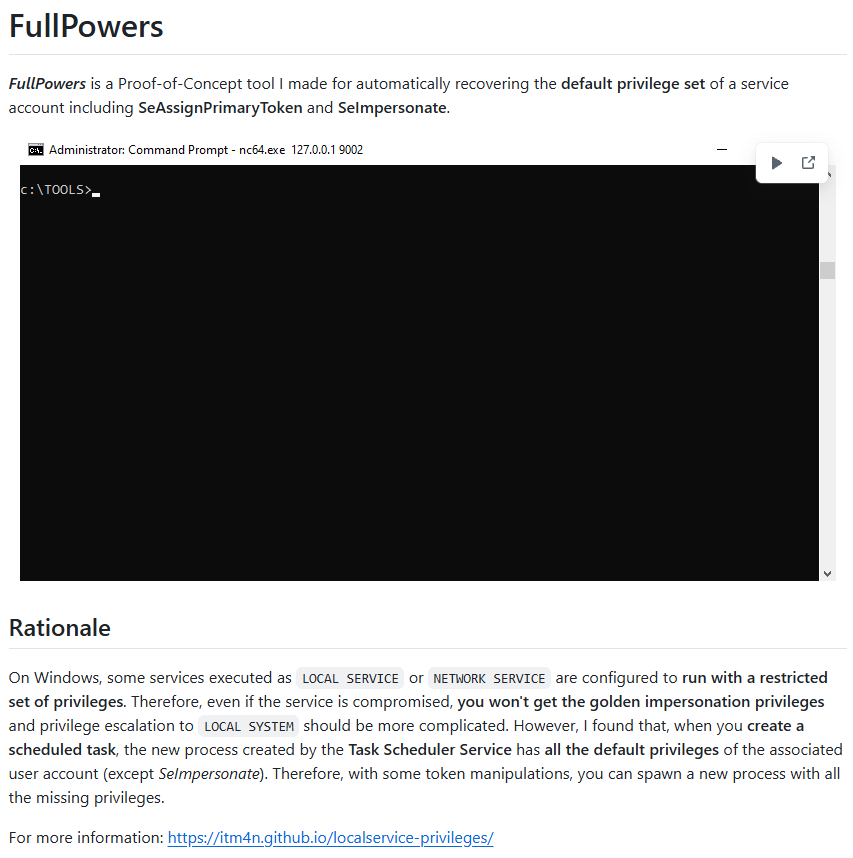 FullPowers
FullPowers is a Proof-of-Concept tool I made for automatically recovering the default privilege set of a service
account including SeAssignPrimaryToken and SeImpersonate.
Administrator: Command Prompt - nc64.exe 127.0.0.1 9002
c:\TOOLS>
Rationale
On Windows, some services executed as LOCAL SERVICE or NETWORK SERVICE are configured to run with a restricted
set of privileges. Therefore, even if the service is compromised, you won't get the golden impersonation privileges
and privilege escalation to LOCAL SYSTEM should be more complicated. However, I found that, when you create a
scheduled task, the new process created by the Task Scheduler Service has all the default privileges of the associated
user account (except SeImpersonate). Therefore, with some token manipulations, you can spawn a new process with all
the missing privileges.
For more information: https://itm4n.github.io/localservice-privileges/